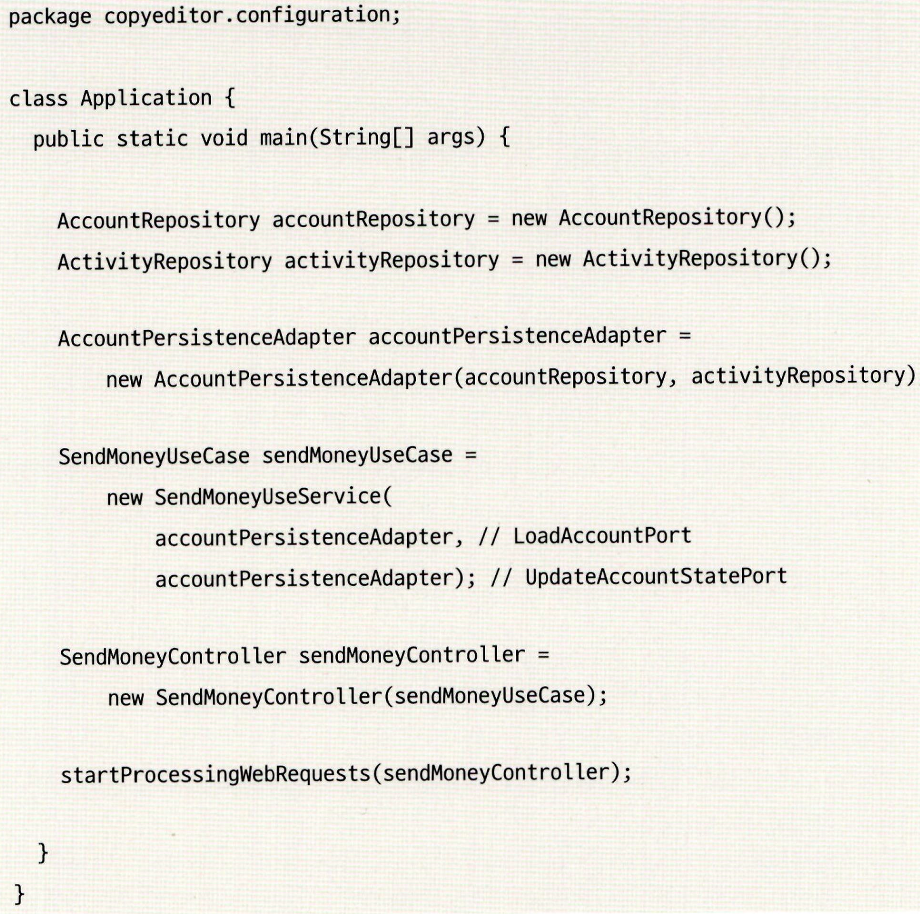 package copyeditor.configuration;

class Application {
  public static void main(String[] args) {

    AccountRepository accountRepository = new AccountRepository();
    ActivityRepository activityRepository = new ActivityRepository();

    AccountPersistenceAdapter accountPersistenceAdapter =
        new AccountPersistenceAdapter(accountRepository, activityRepository)

    SendMoneyUseCase sendMoneyUseCase =
        new SendMoneyUseService(
            accountPersistenceAdapter, // LoadAccountPort
            accountPersistenceAdapter); // UpdateAccountStatePort

    SendMoneyController sendMoneyController =
        new SendMoneyController(sendMoneyUseCase);

    startProcessingWebRequests(sendMoneyController);

  }
}